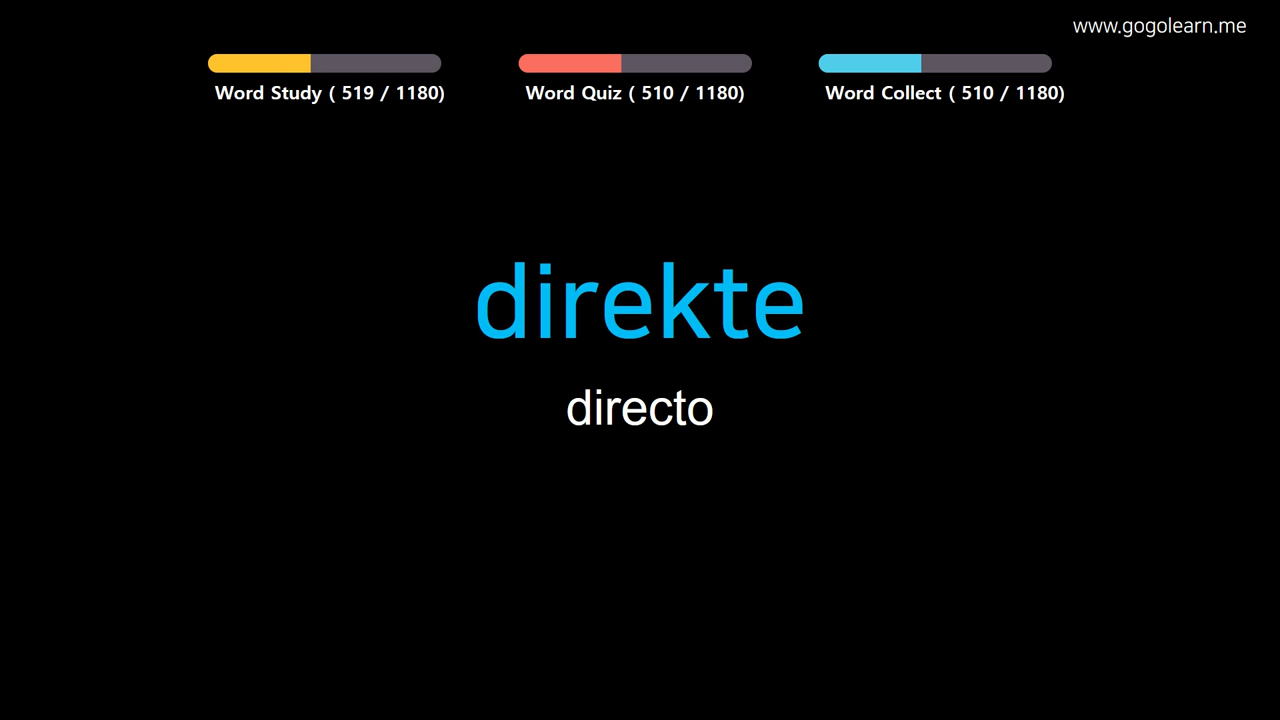 www.gogolearn.me
Word Study ( 519 / 1180)
Word Quiz ( 510 / 1180)
Word Collect ( 510 / 1180)
direkte
directo